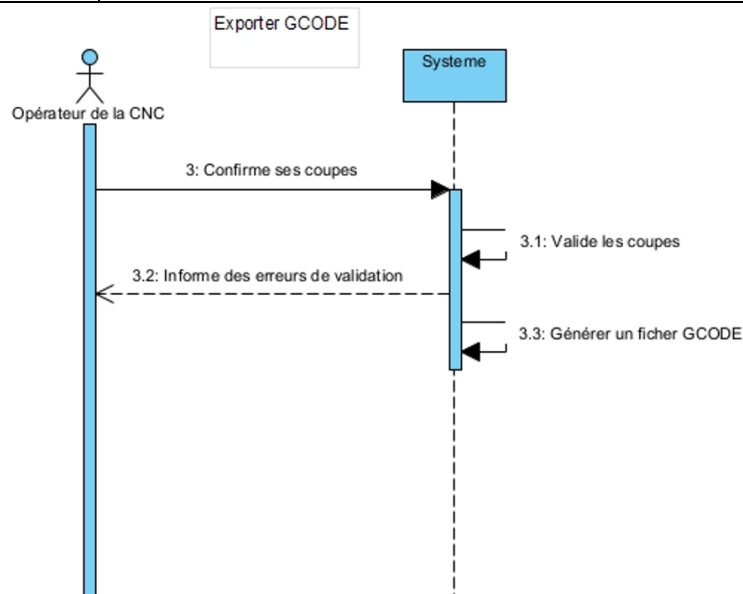 Exporter GCODE
Systeme
Opérateur de la CNC
3: Confirme ses coupes
3.1: Valide les coupes
3.2: Informe des erreurs de validation
3.3: Générer un ficher GCODE